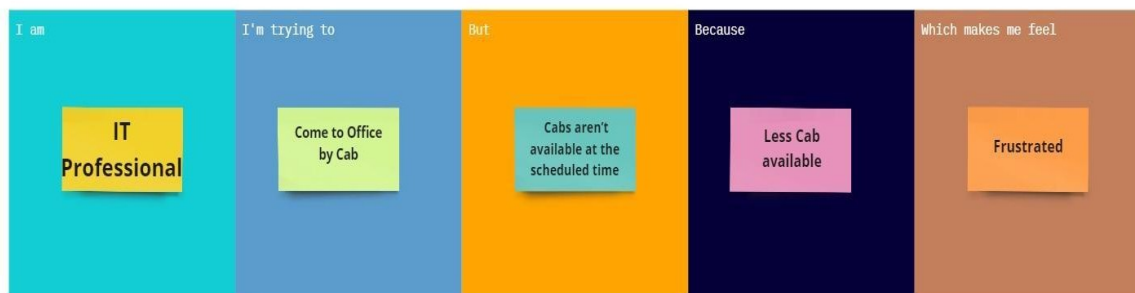 I am
IT
Professional
I'm trying to
Come to Office
by Cab
But
Cabs aren't
available at the
scheduled time
Because
Less Cab
available
Which makes me feel
Frustrated